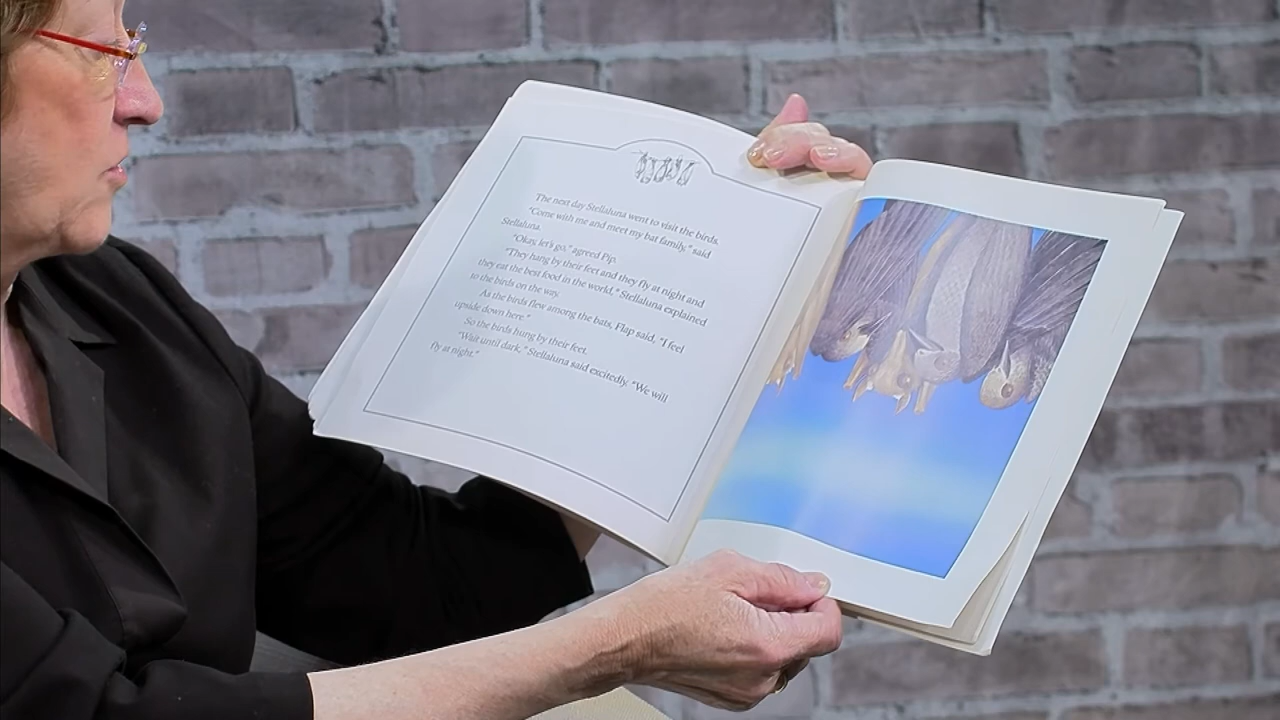 The next day Stellaluna went to visit the birds.
"Come with me and meet my bat family," said
Stellaluna.
"Okay, let's go," agreed Pip.
"They hang by their feet and they fly at night and
they eat the best food in the world," Stellaluna explained
to the birds on the way.
As the birds flew among the bats, Flap said, "I feel
upside down here."
So the birds hung by their feet.
"Wait until dark," Stellaluna said excitedly. "We will
fly at night."